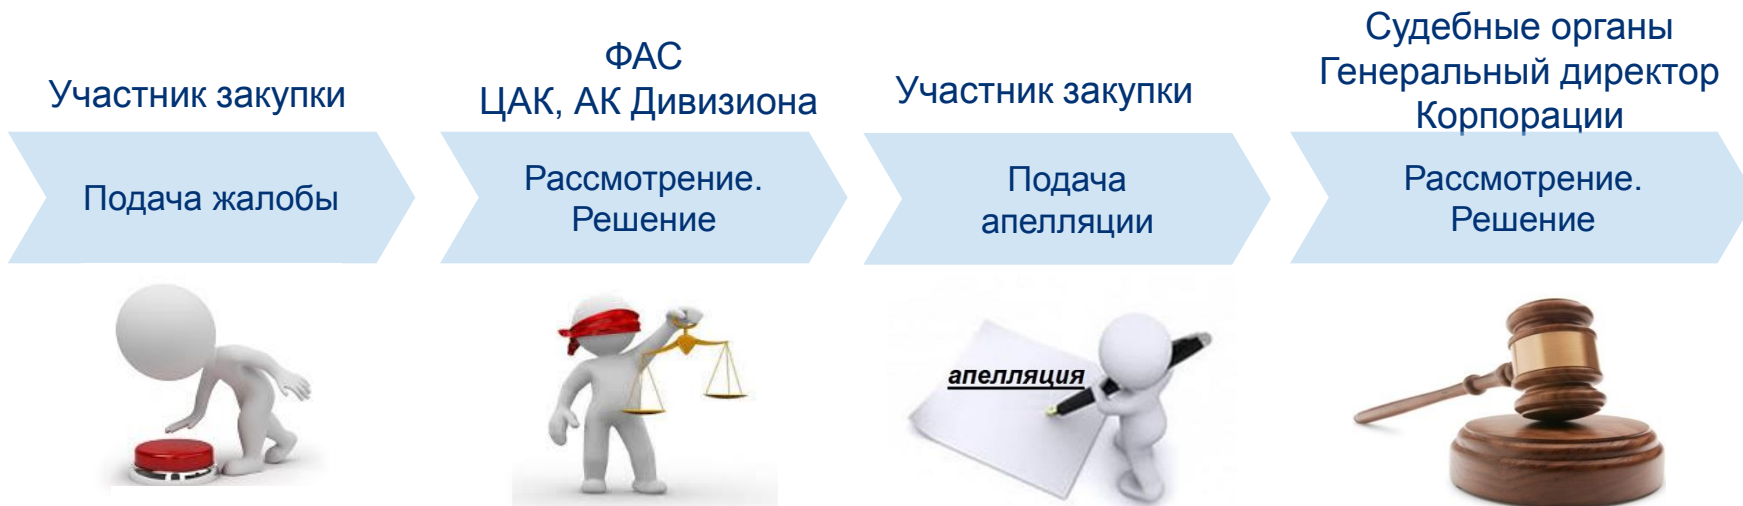 Участник закупки
Подача жалобы
ФАС
ЦАК, АК Дивизиона
Рассмотрение.
Решение
Участник закупки
Подача
апелляции
апелляция
Судебные органы
Генеральный директор
Корпорации
Рассмотрение.
Решение